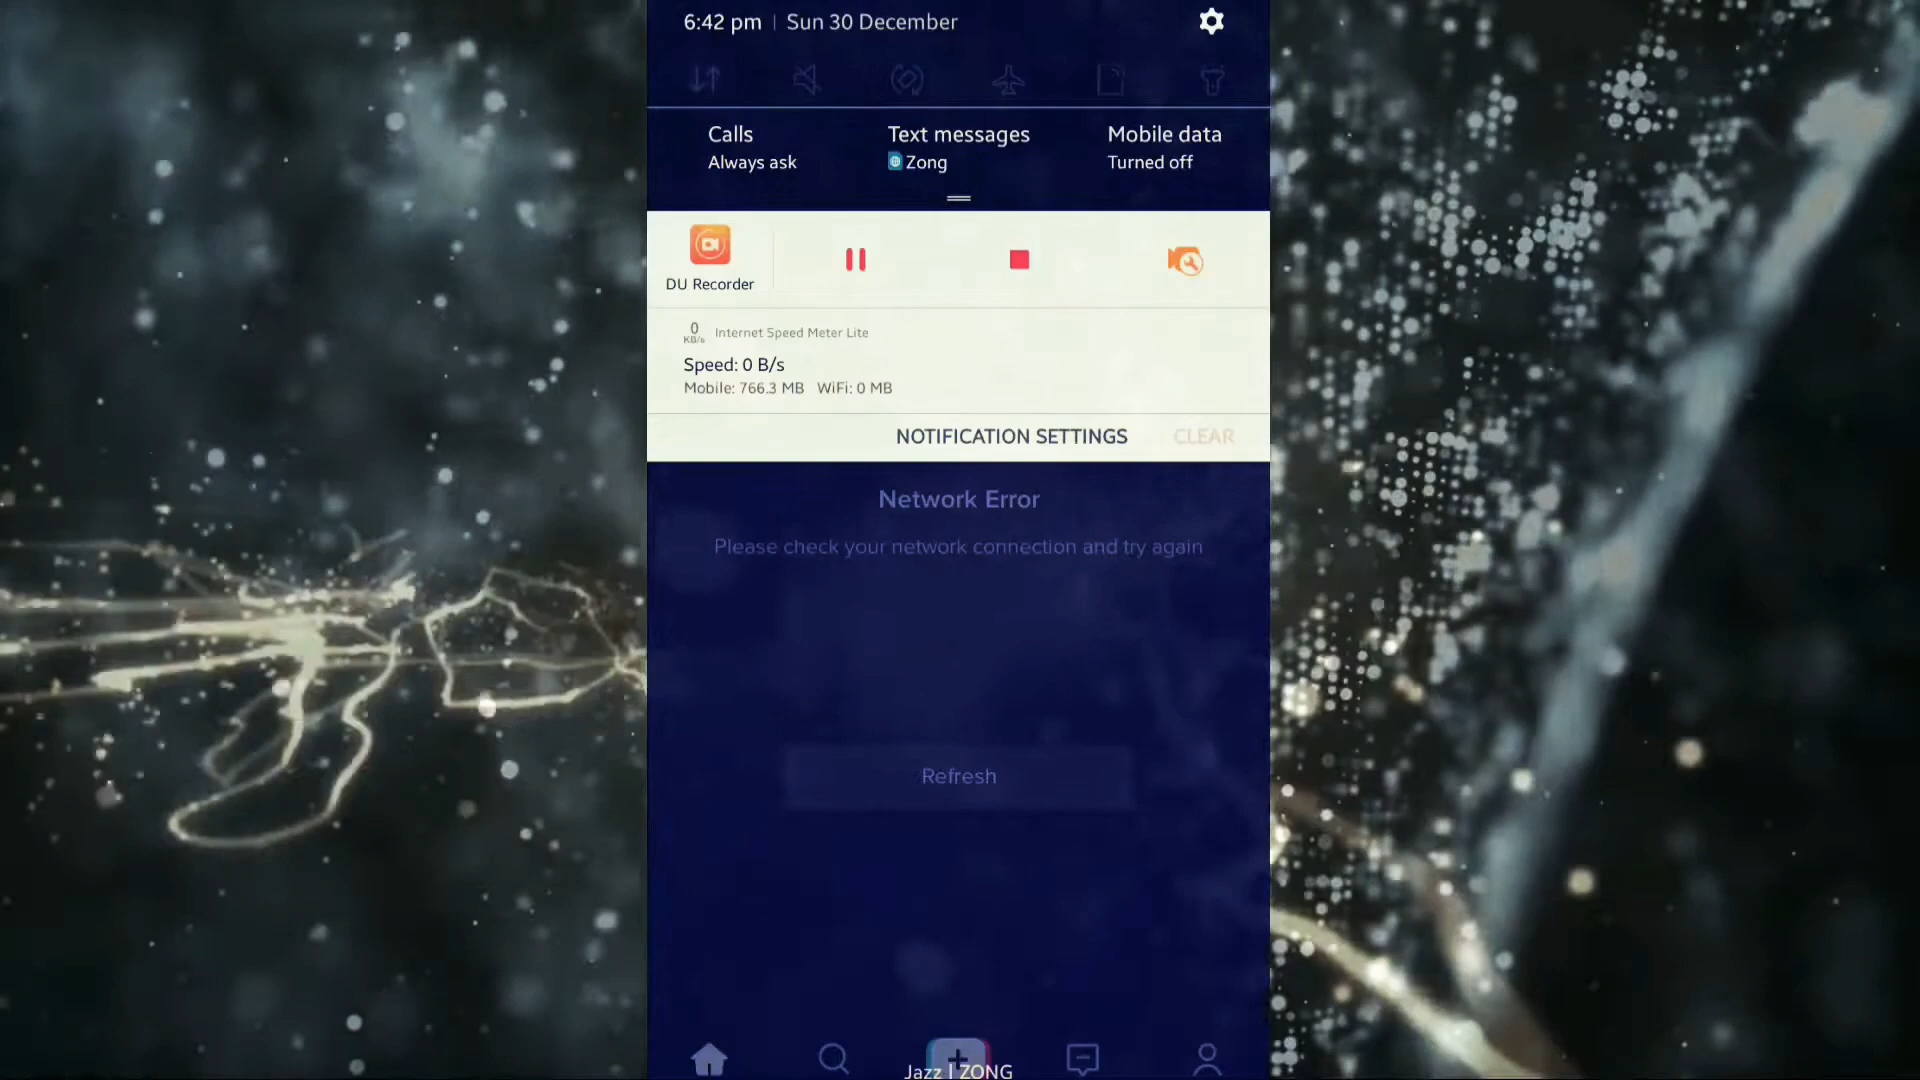 6:42 pm | Sun 30 December
Calls Text messages Mobile data
Always ask Zong Turned off
DU Recorder
0 KB/s Internet Speed Meter Lite
Speed: 0 B/s
Mobile: 766.3 MB WiFi: 0 MB
NOTIFICATION SETTINGS CLEAR
Network Error
Please check your network connection and try again
Refresh
Jazz | ZONG